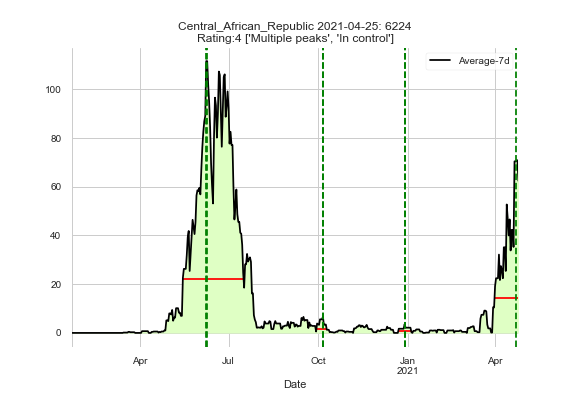 Central_African_Republic 2021-04-25: 6224
Rating:4 ['Multiple peaks', 'In control']
Average-7d
100
80
60
40
20
0
Apr
Jul
Oct
Jan
2021
Apr
Date